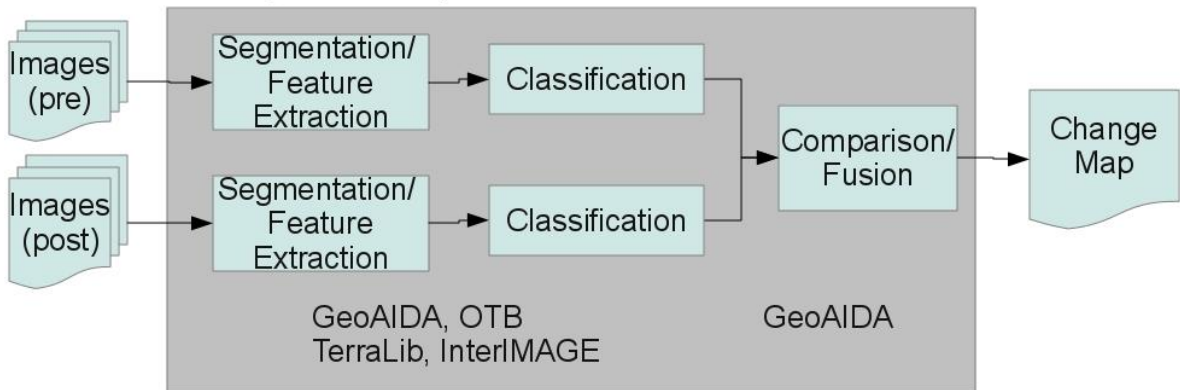 Images
(pre)
Segmentation/
Feature
Extraction
Classification
Images
(post)
Segmentation/
Feature
Extraction
Classification
Comparison/
Fusion
Change
Map
GeoAIDA, OTB
TerraLib, InterIMAGE
GeoAIDA